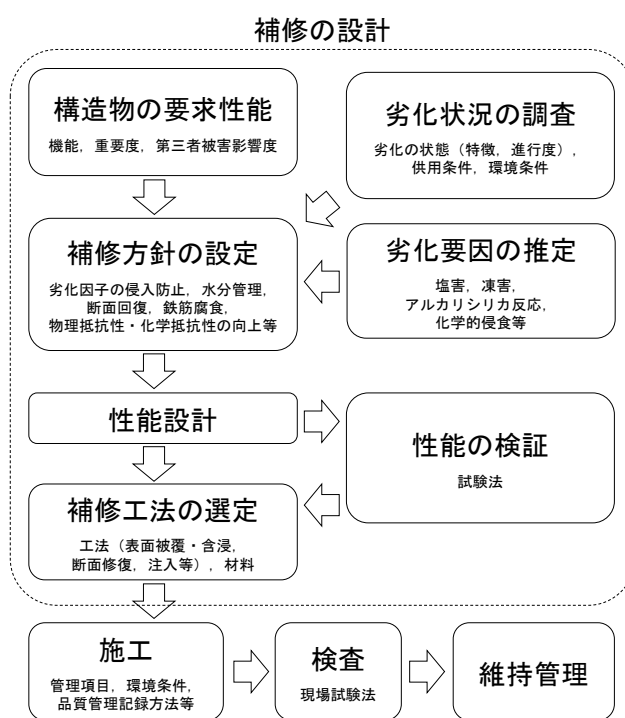 補修の設計
構造物の要求性能
機能，重要度，第三者被害影響度
劣化状況の調査
劣化の状態（特徴，進行度），
供用条件，環境条件
補修方針の設定
劣化因子の侵入防止，水分管理，
断面回復，鉄筋腐食，
物理抵抗性・化学抵抗性の向上等
劣化要因の推定
塩害，凍害，
アルカリシリカ反応，
化学的侵食等
性能設計
性能の検証
試験法
補修工法の選定
工法（表面被覆・含浸，
断面修復，注入等），材料
施工
管理項目，環境条件，
品質管理記録方法等
検査
現場試験法
維持管理